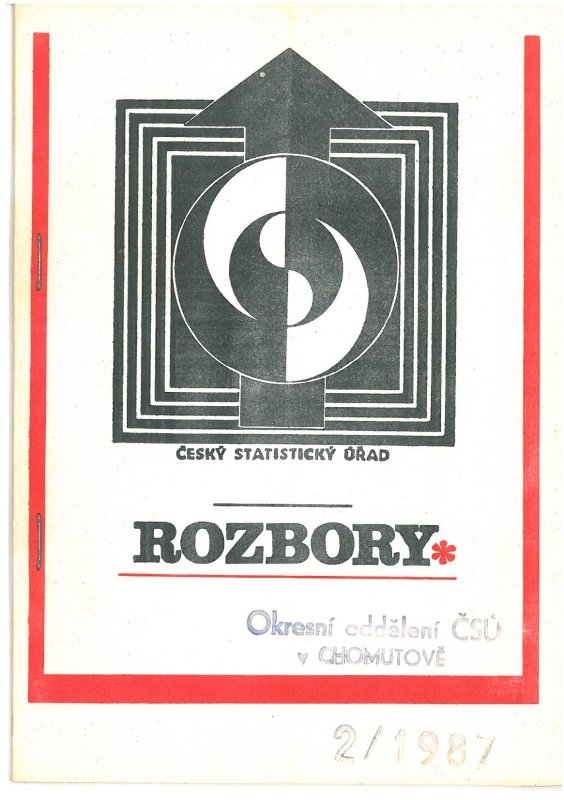 ČESKÝ STATISTICKÝ ÚŘAD
ROZBORY*
Okresní oddělení ČSÚ
v CHOMUTOVĚ
2/1987